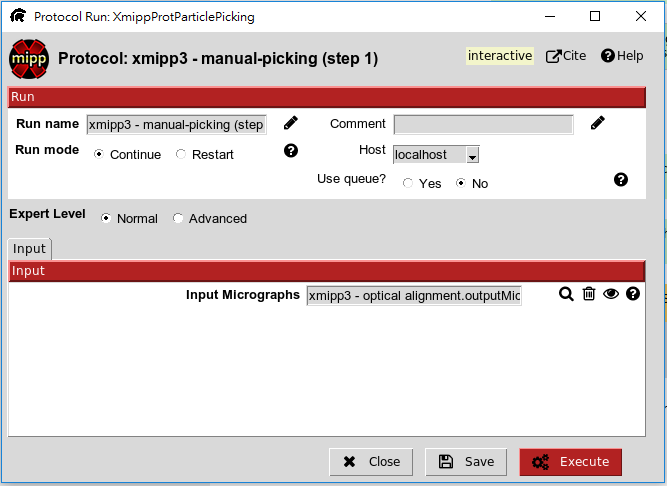 Protocol Run: XmippProtParticlePicking
mipp
Protocol: xmipp3 - manual-picking (step 1)
interactive
Cite
Help
Run
Run name xmipp3 - manual-picking (step
Comment
Run mode Continue Restart
Host localhost
Use queue? Yes No
Expert Level Normal Advanced
Input
Input
Input Micrographs xmipp3 - optical alignment.outputMic
Close
Save
Execute